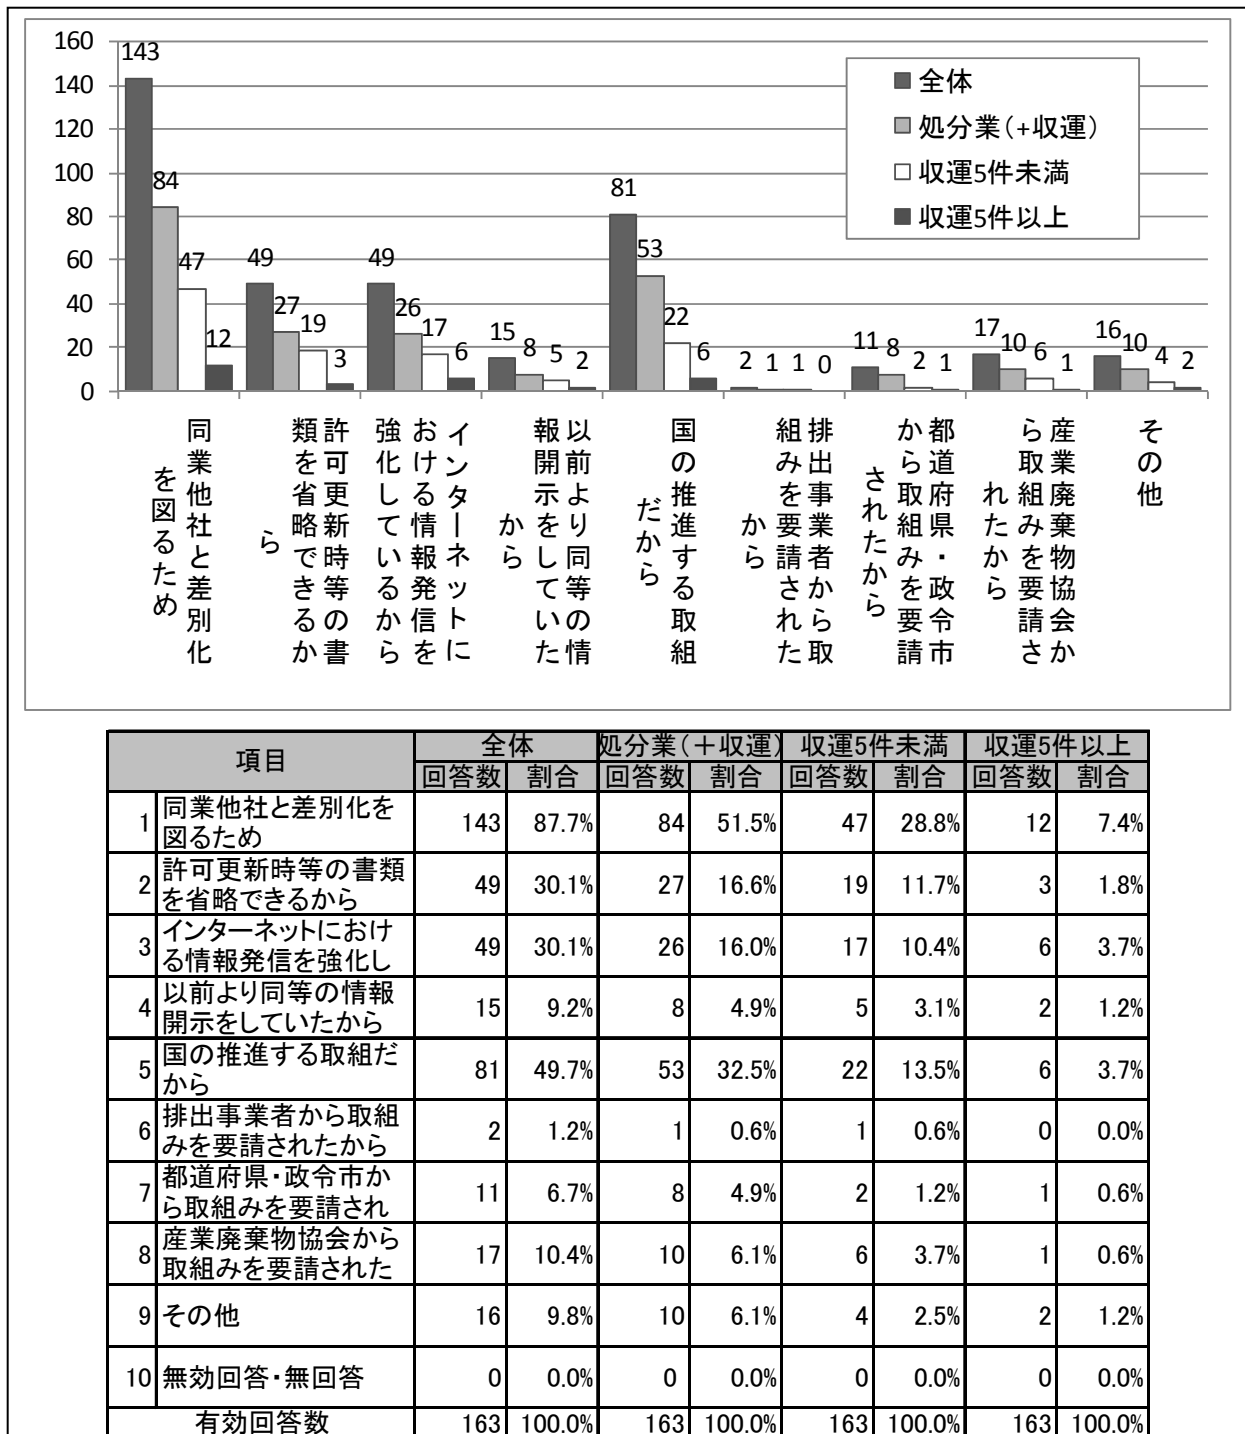 160
140
120
100
80
60
40
20
0
143
84
47
12
49
27
19
3
49
26
17
6
15
8
5
2
81
53
22
6
2
1
1
0
11
8
2
1
17
10
6
1
16
10
4
2
全体
処分業(+収運)
収運5件未満
収運5件以上
同業他社と差別化
を図るため
許可更新時等の書
類を省略できるか
ら
インターネットに
おける情報発信を
強化しているから
以前より同等の情
報開示をしていた
から
国の推進する取組
だから
排出事業者から取
組みを要請された
から
都道府県・政令市
から取組みを要請
されたから
産業廃棄物協会か
ら取組みを要請さ
れたから
その他
項目 全体 処分業(+収運) 収運5件未満 収運5件以上
回答数 割合 回答数 割合 回答数 割合 回答数 割合
1 同業他社と差別化を
図るため 143 87.7% 84 51.5% 47 28.8% 12 7.4%
2 許可更新時等の書類
を省略できるから 49 30.1% 27 16.6% 19 11.7% 3 1.8%
3 インターネットにおけ
る情報発信を強化し 49 30.1% 26 16.0% 17 10.4% 6 3.7%
4 以前より同等の情報
開示をしていたから 15 9.2% 8 4.9% 5 3.1% 2 1.2%
5 国の推進する取組だ
から 81 49.7% 53 32.5% 22 13.5% 6 3.7%
6 排出事業者から取組
みを要請されたから 2 1.2% 1 0.6% 1 0.6% 0 0.0%
7 都道府県・政令市か
ら取組みを要請され 11 6.7% 8 4.9% 2 1.2% 1 0.6%
8 産業廃棄物協会から
取組みを要請された 17 10.4% 10 6.1% 6 3.7% 1 0.6%
9 その他 16 9.8% 10 6.1% 4 2.5% 2 1.2%
10 無効回答・無回答 0 0.0% 0 0.0% 0 0.0% 0 0.0%
有効回答数 163 100.0% 163 100.0% 163 100.0% 163 100.0%